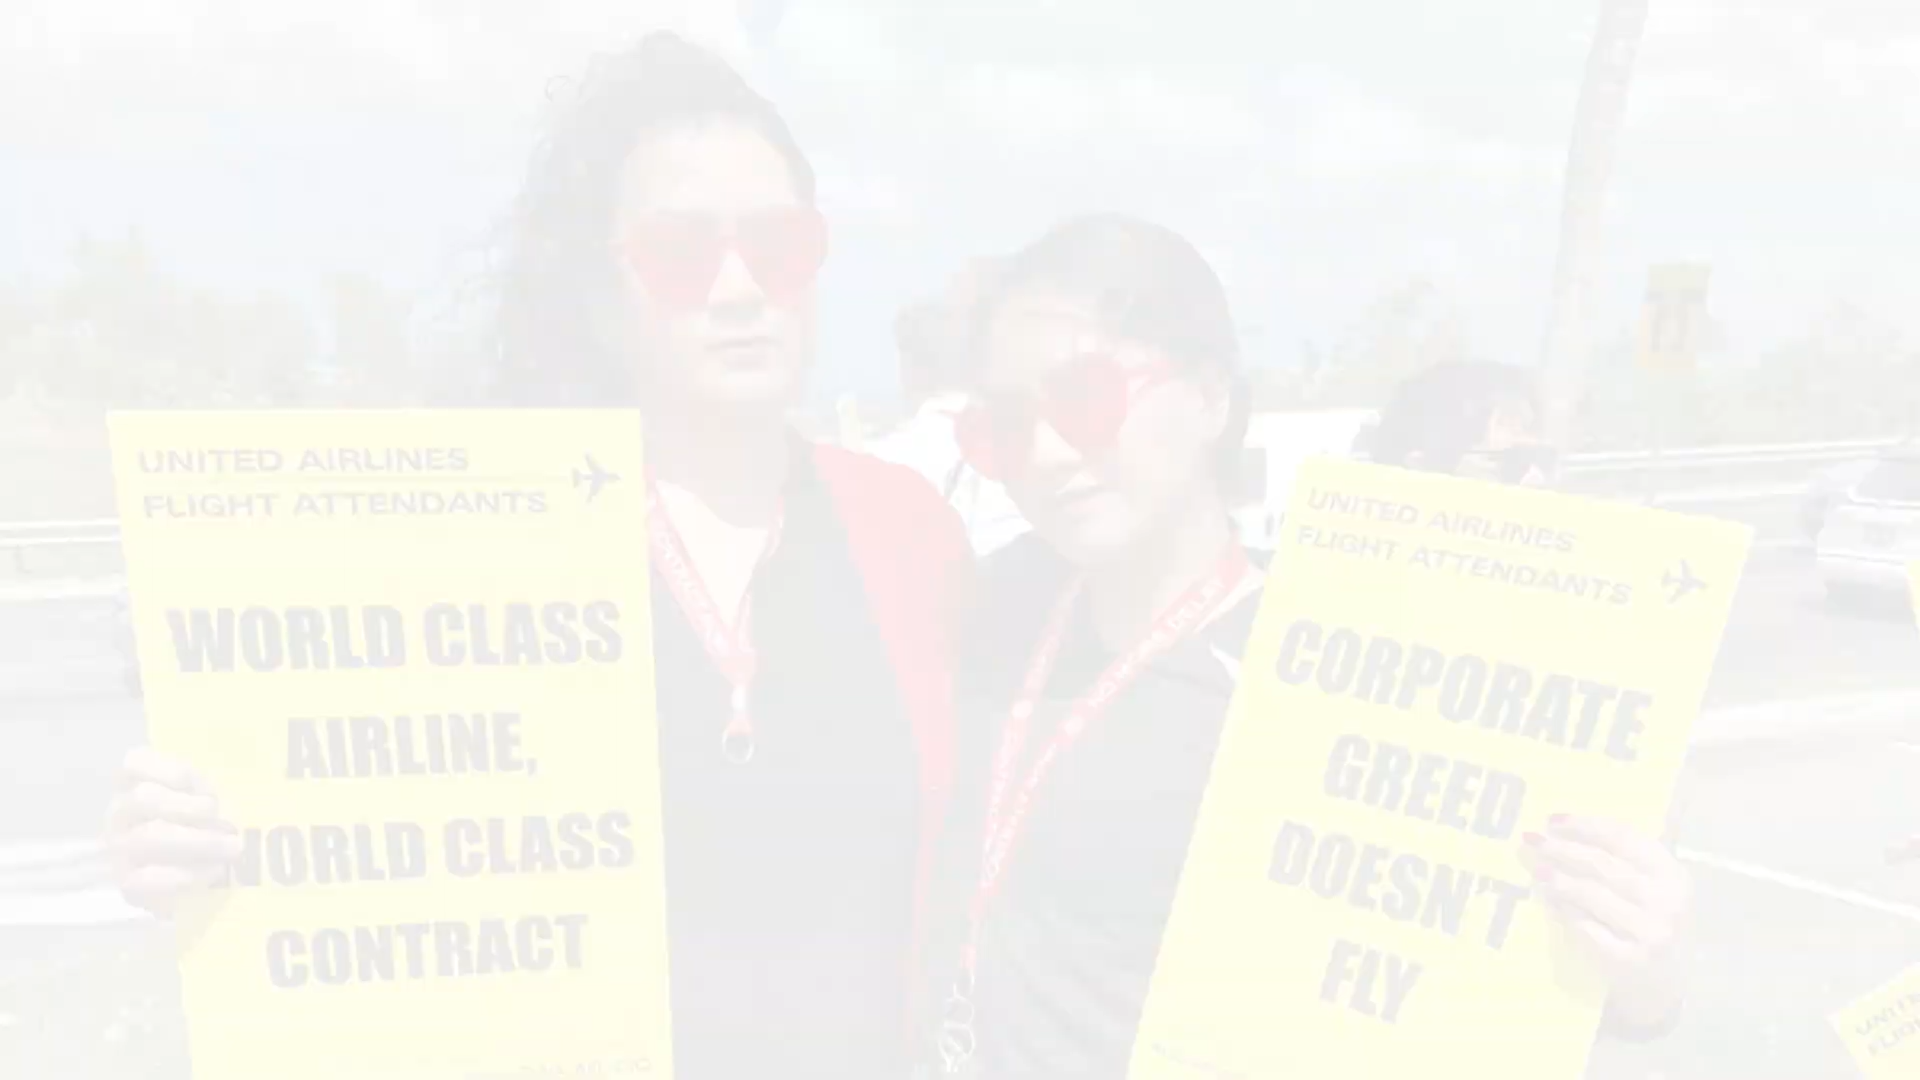 UNITED AIRLINES
FLIGHT ATTENDANTS
WORLD CLASS
AIRLINE,
WORLD CLASS
CONTRACT
UNITED AIRLINES
FLIGHT ATTENDANTS
CORPORATE
GREED
DOESN'T
FLY